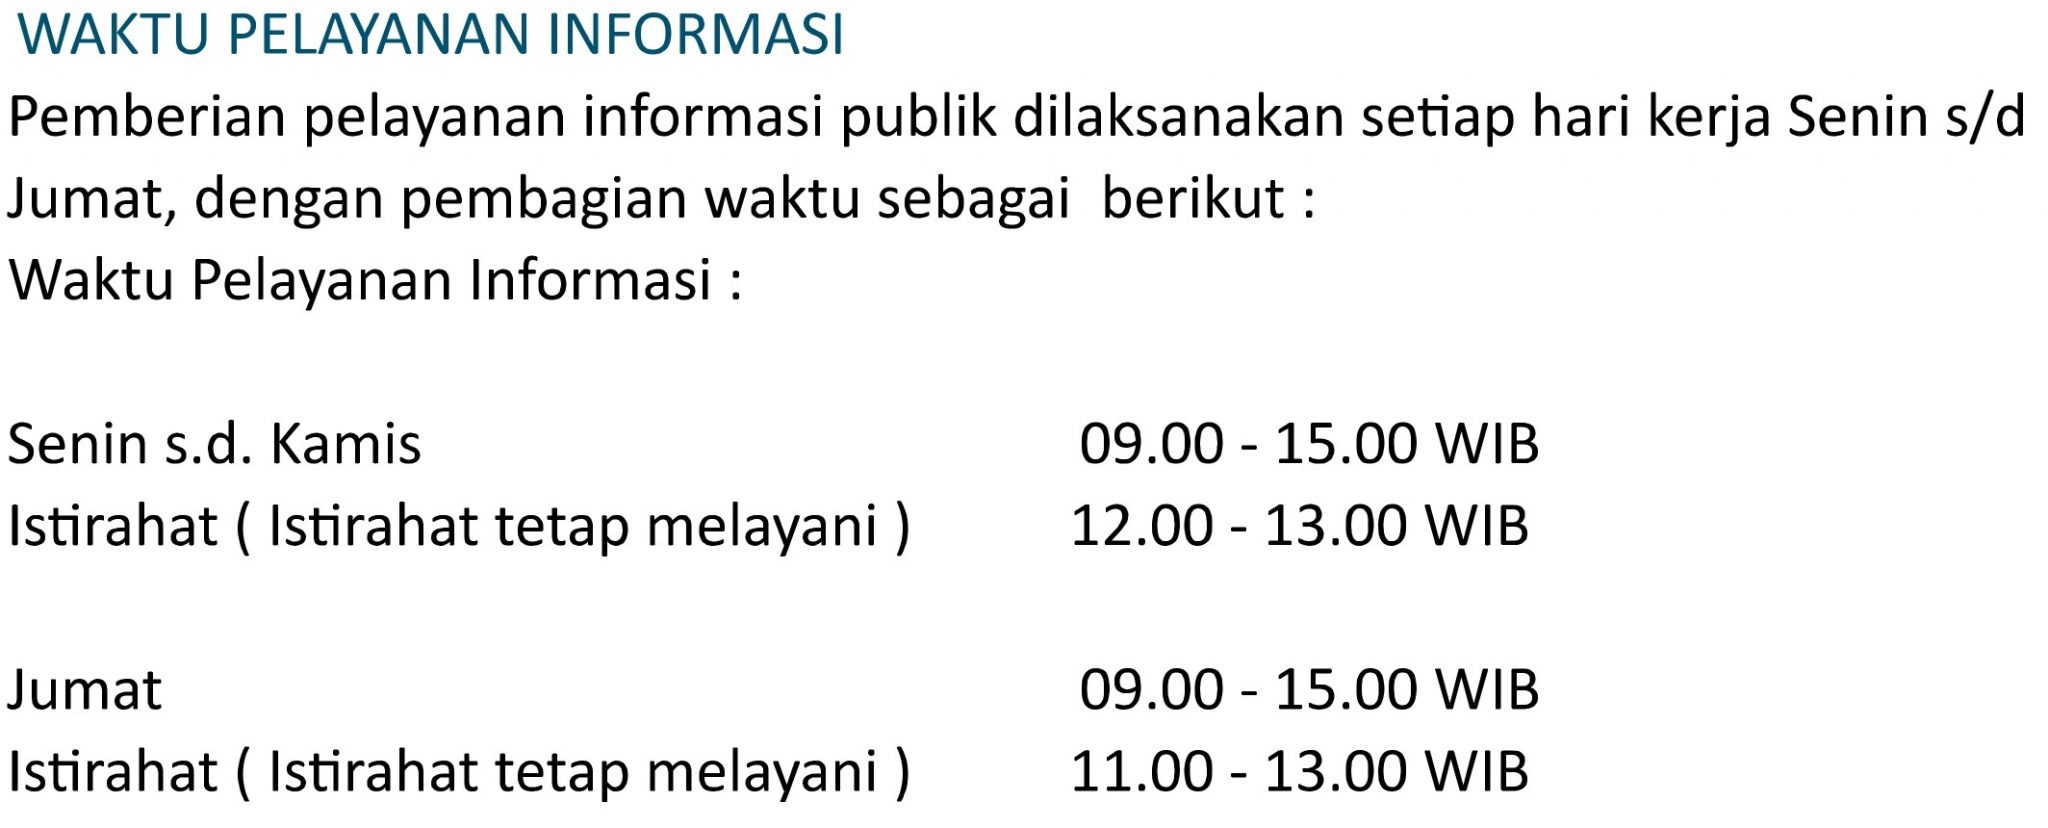 WAKTU PELAYANAN INFORMASI
Pemberian pelayanan informasi publik dilaksanakan setiap hari kerja Senin s/d
Jumat, dengan pembagian waktu sebagai  berikut :
Waktu Pelayanan Informasi :
Senin s.d. Kamis 09.00 - 15.00 WIB
Istirahat ( Istirahat tetap melayani ) 12.00 - 13.00 WIB
Jumat 09.00 - 15.00 WIB
Istirahat ( Istirahat tetap melayani ) 11.00 - 13.00 WIB